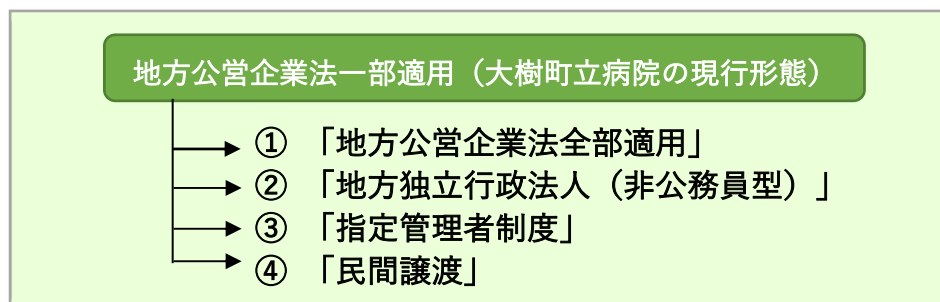 地方公営企業法一部適用（大樹町立病院の現行形態）
① 「地方公営企業法全部適用」
② 「地方独立行政法人（非公務員型）」
③ 「指定管理者制度」
④ 「民間譲渡」